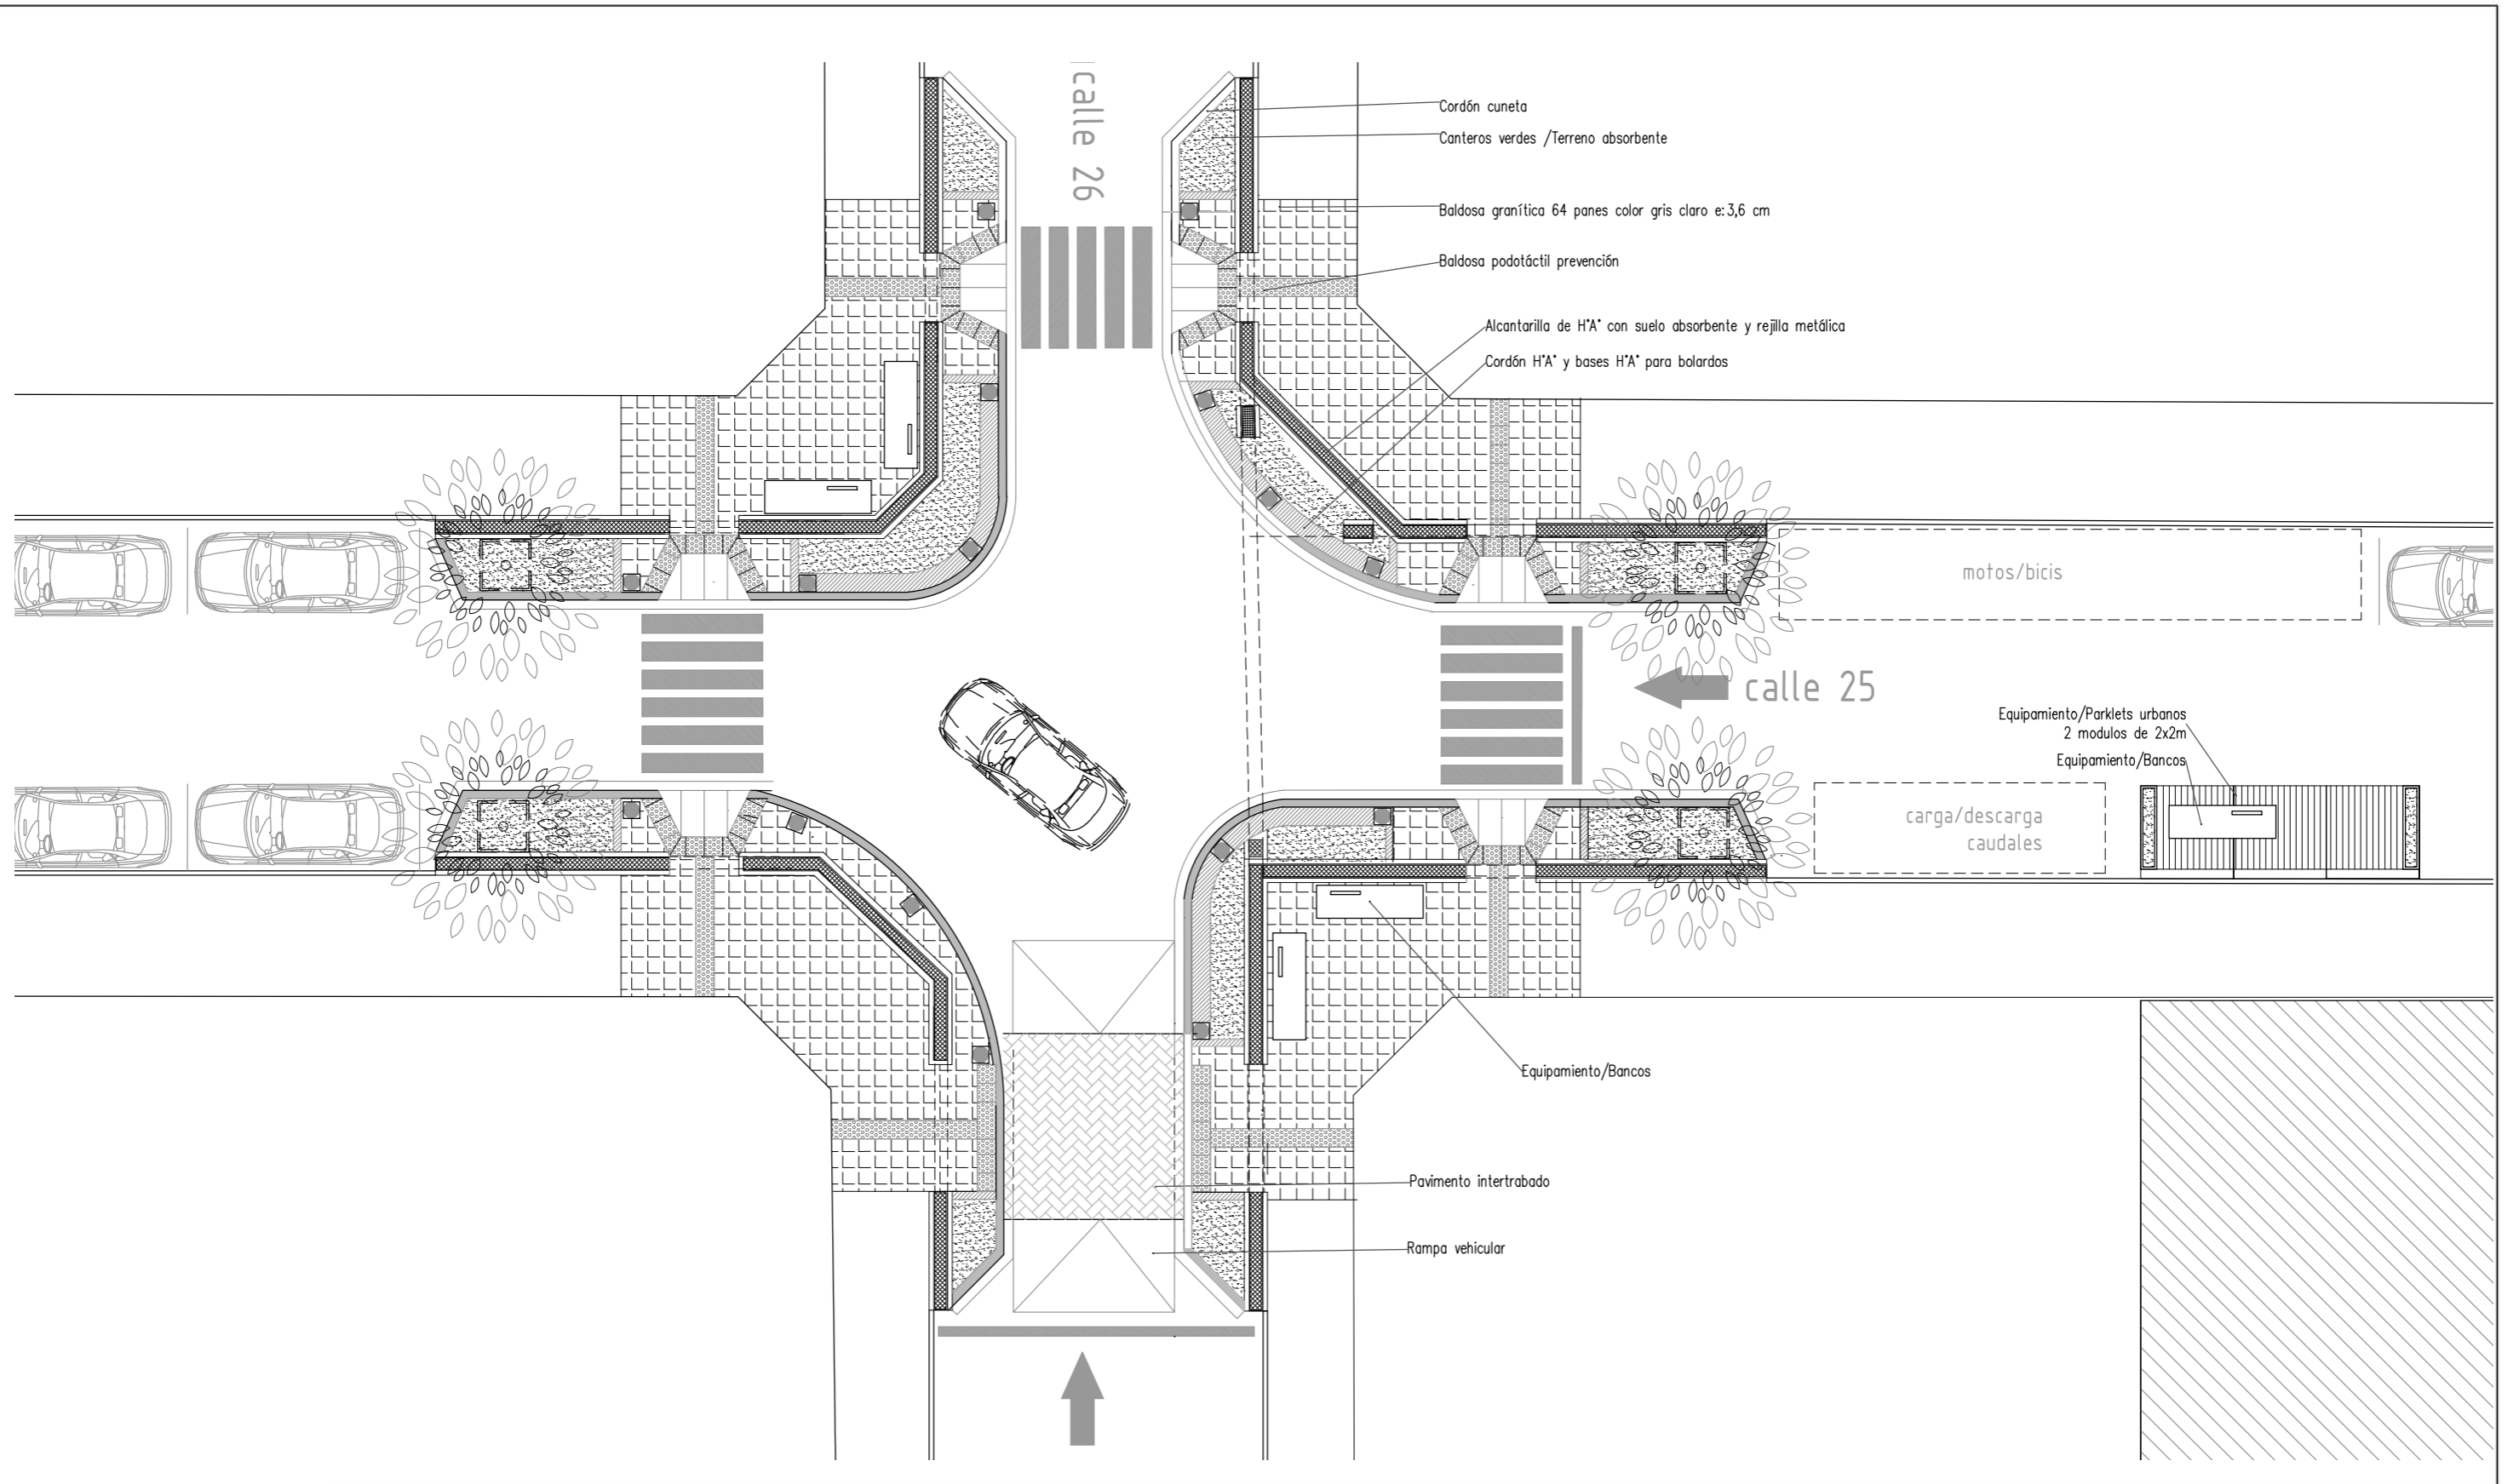 calle 26
Cordón cuneta
Canteros verdes /Terreno absorbente
Baldosa granítica 64 panes color gris claro e:3,6 cm
Baldosa podotáctil prevención
Alcantarilla de H°A° con suelo absorbente y rejilla metálica
Cordón H°A° y bases H°A° para bolardos
motos/bicis
calle 25
Equipamiento/Parklets urbanos
2 modulos de 2x2m
Equipamiento/Bancos
carga/descarga
caudales
Equipamiento/Bancos
Pavimento intertrabado
Rampa vehicular